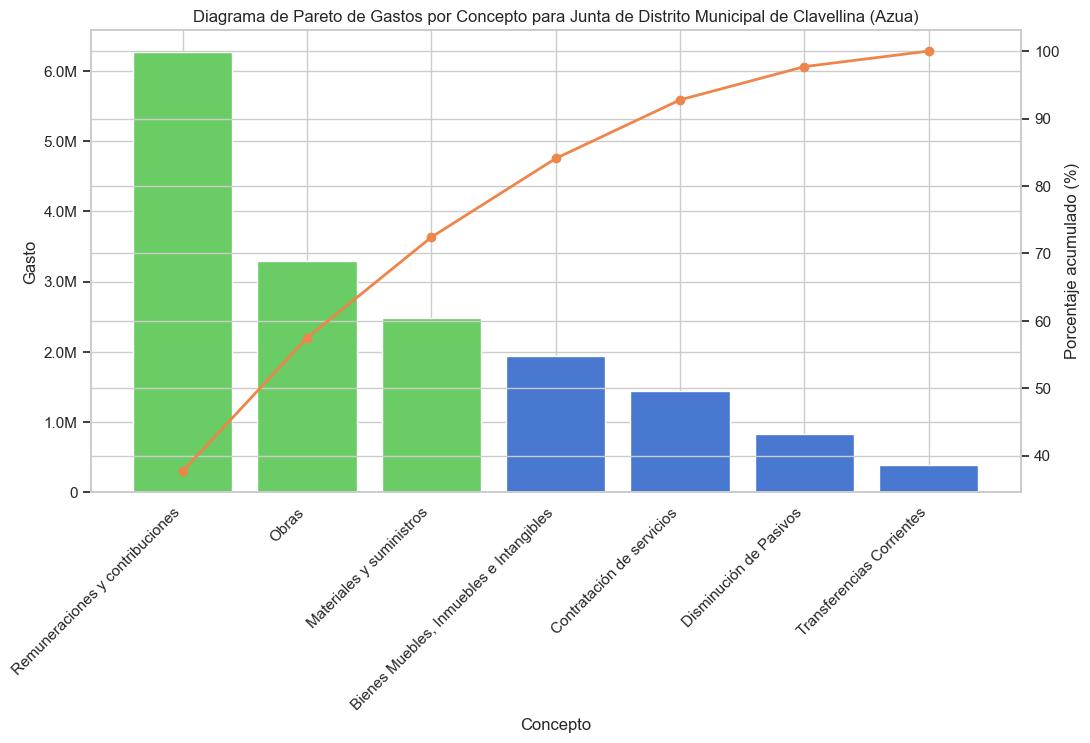 Diagrama de Pareto de Gastos por Concepto para Junta de Distrito Municipal de Clavellina (Azua)
Gasto
6.0M
5.0M
4.0M
3.0M
2.0M
1.0M
0
100
90
80
70
60
50
40
Porcentaje acumulado (%)
Remuneraciones y contribuciones
Obras
Materiales y suministros
Bienes Muebles, Inmuebles e Intangibles
Contratación de servicios
Disminución de Pasivos
Transferencias Corrientes
Concepto